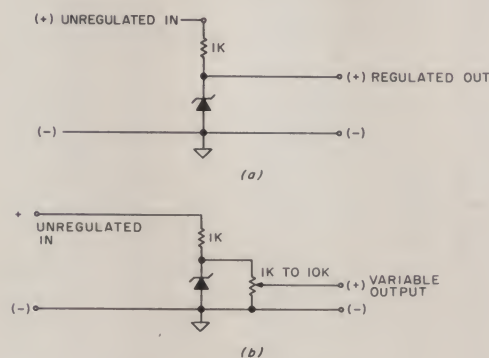 (+) UNREGULATED IN
1K
(+) REGULATED OUT
(-)
(-)
(a)
+
UNREGULATED
IN
1K
1K TO 10K
(+) VARIABLE
OUTPUT
(-)
(-)
(b)